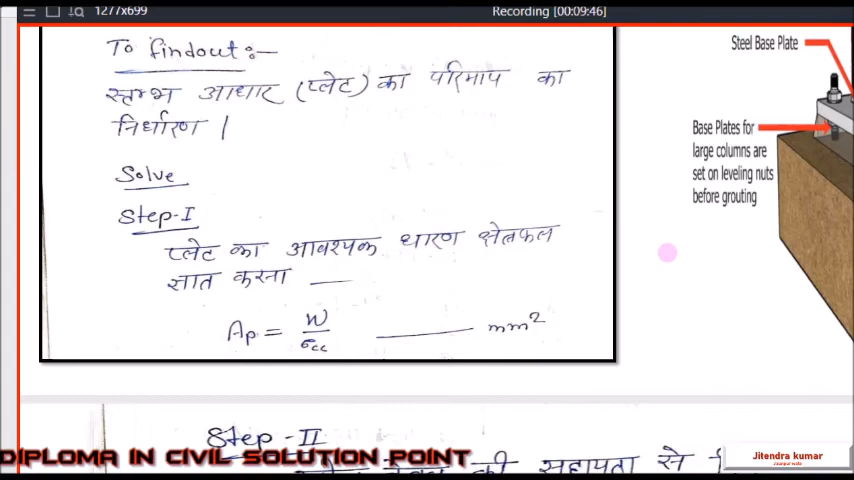 1277x699
Recording [00:09:46]
To findout:—
स्तम्भ आधार (प्लेट) का परिमाप का
निर्धारण |
Solve
Step-I
प्लेट का आवश्यक धारण क्षेत्रफल
ज्ञात करना —
Ap = W/σcc — mm²
Steel Base Plate
Base Plates for
large columns are
set on leveling nuts
before grouting
Step-II
की सहायता से
DIPLOMA IN CIVIL SOLUTION POINT
Jitendra kumar